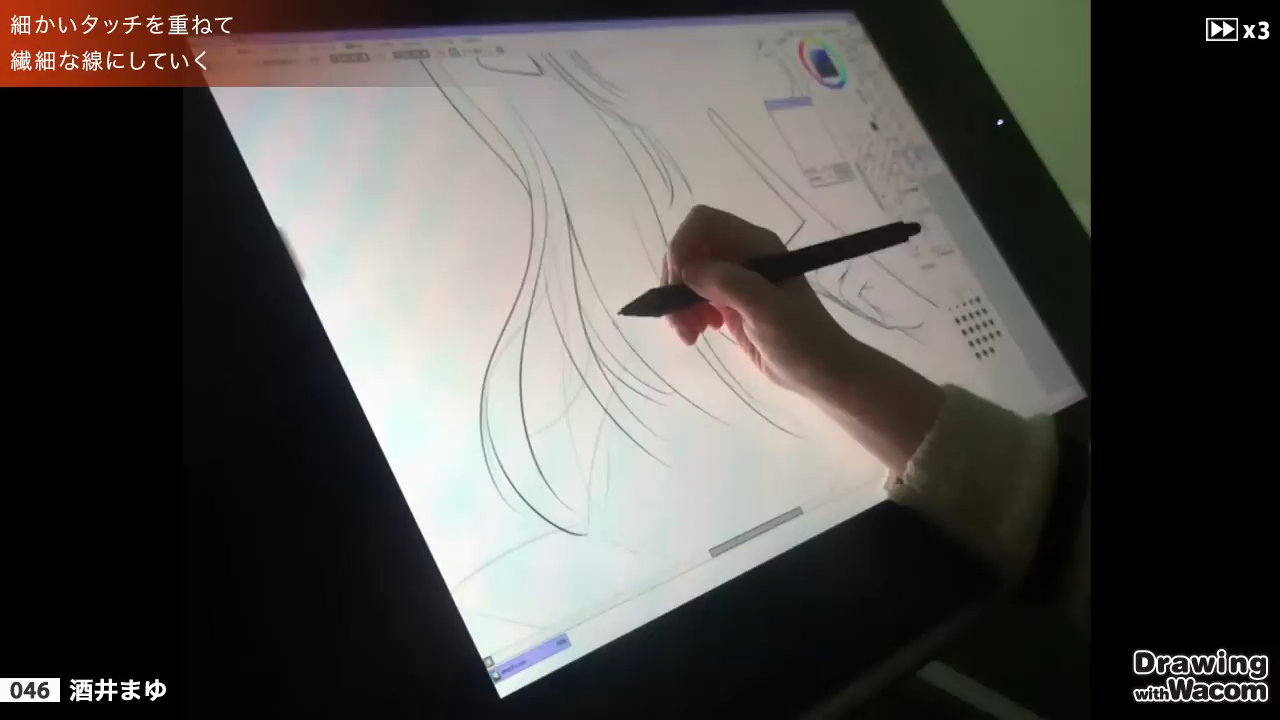 細かいタッチを重ねて
繊細な線にしていく
x3
046 酒井まゆ
Drawing
with Wacom